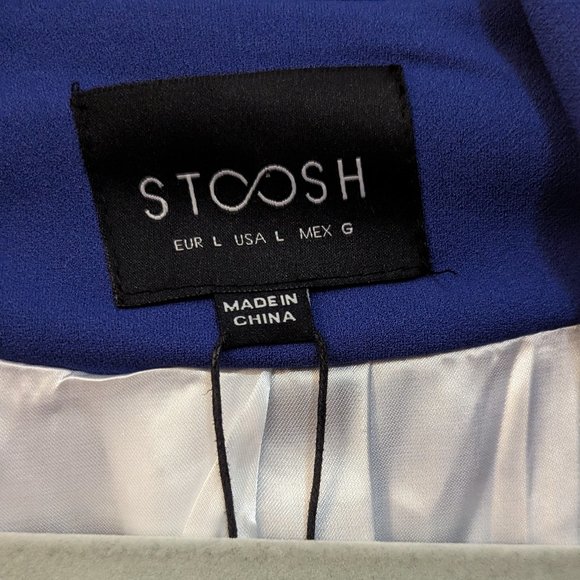 STOOSH
EUR L USA L MEX G
MADE IN
CHINA